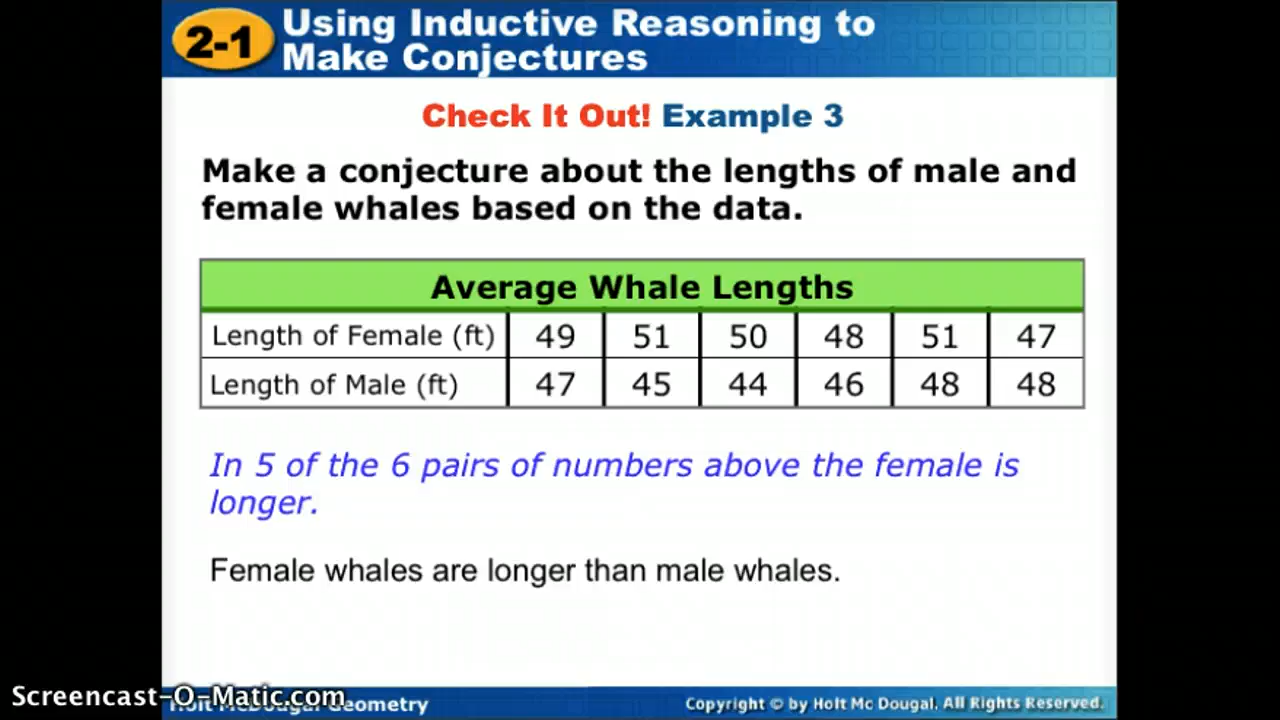 2-1
Using Inductive Reasoning to
Make Conjectures
Check It Out! Example 3
Make a conjecture about the lengths of male and
female whales based on the data.
Average Whale Lengths
Length of Female (ft) 49 51 50 48 51 47
Length of Male (ft) 47 45 44 46 48 48
In 5 of the 6 pairs of numbers above the female is
longer.
Female whales are longer than male whales.
Screencast-O-Matic.com
Holt McDougal Geometry
Copyright © by Holt Mc Dougal. All Rights Reserved.